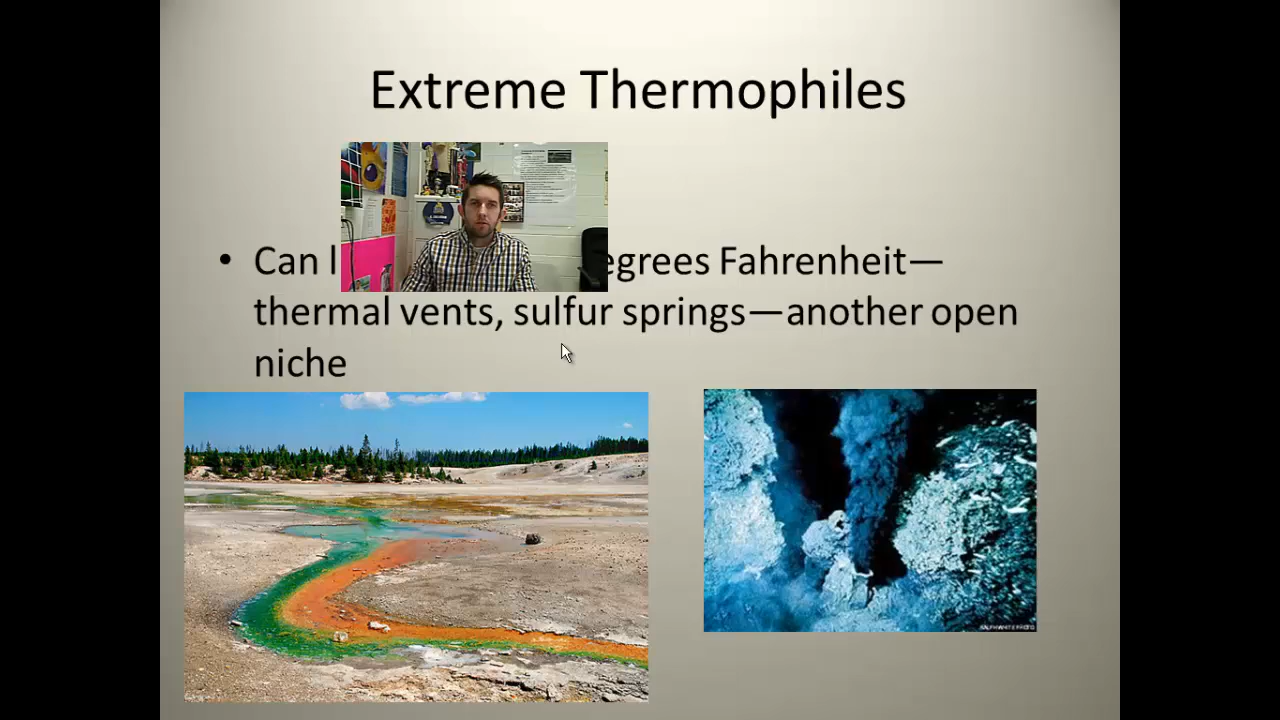 Extreme Thermophiles
• Can l egrees Fahrenheit—
thermal vents, sulfur springs—another open
niche